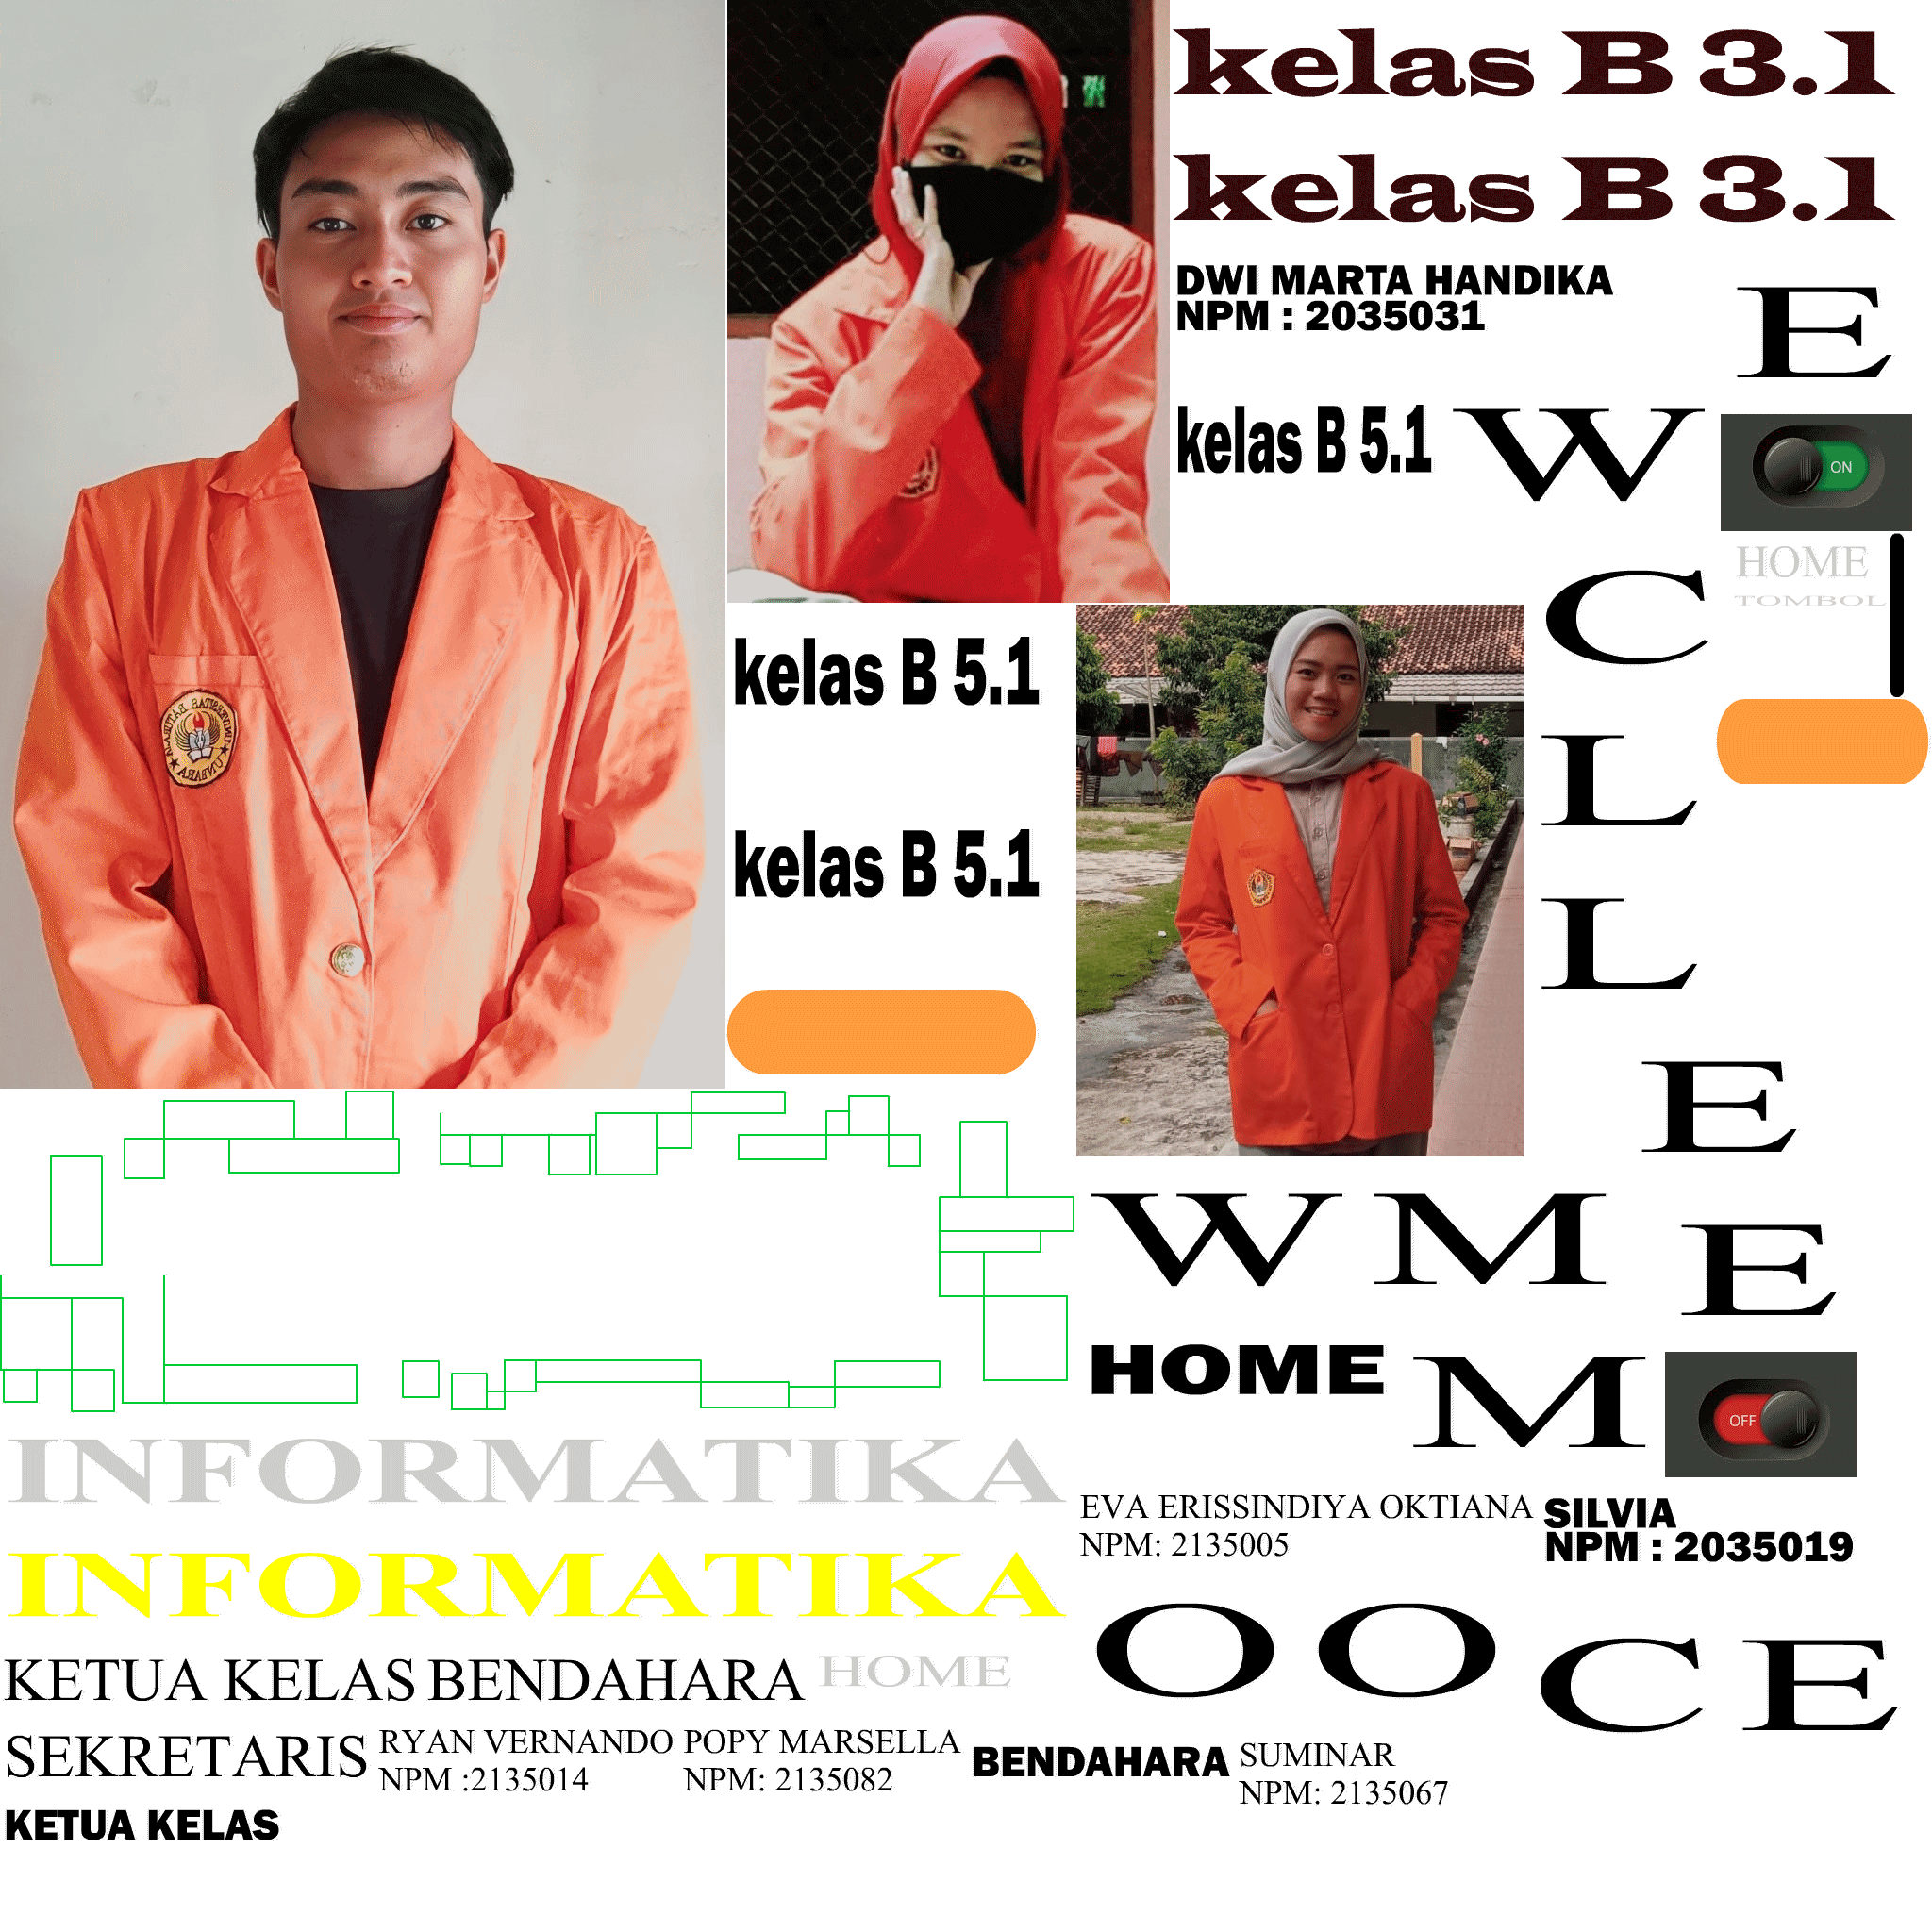 kelas B 3.1
kelas B 3.1
DWI MARTA HANDIKA
NPM : 2035031
E
kelas B 5.1
W
ON
HOME
TOMBOL
C
kelas B 5.1
L
kelas B 5.1
L
E
W
M
E
HOME
M
OFF
INFORMATIKA
EVA ERISSINDIYA OKTIANA
NPM: 2135005
SILVIA
NPM : 2035019
INFORMATIKA
O
O
C
E
KETUA KELAS
BENDAHARA
HOME
SEKRETARIS
RYAN VERNANDO
NPM :2135014
POPY MARSELLA
NPM: 2135082
BENDAHARA
SUMINAR
NPM: 2135067
KETUA KELAS